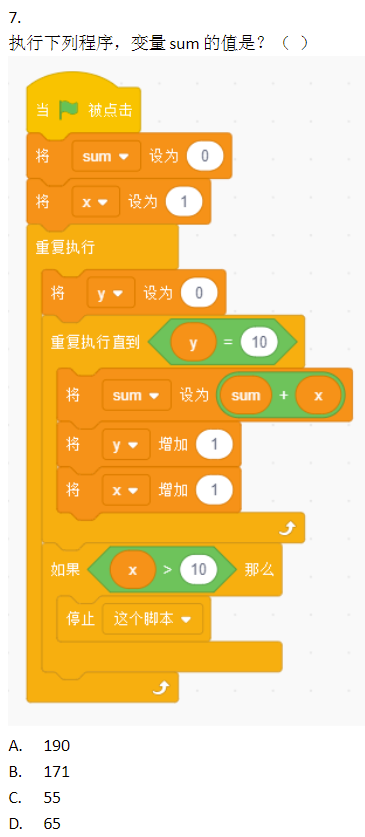 7.
执行下列程序，变量 sum 的值是？（ ）
当 被点击
将 sum 设为 0
将 x 设为 1
重复执行
将 y 设为 0
重复执行直到 y = 10
将 sum 设为 sum + x
将 y 增加 1
将 x 增加 1
如果 x > 10 那么
停止 这个脚本
A. 190
B. 171
C. 55
D. 65